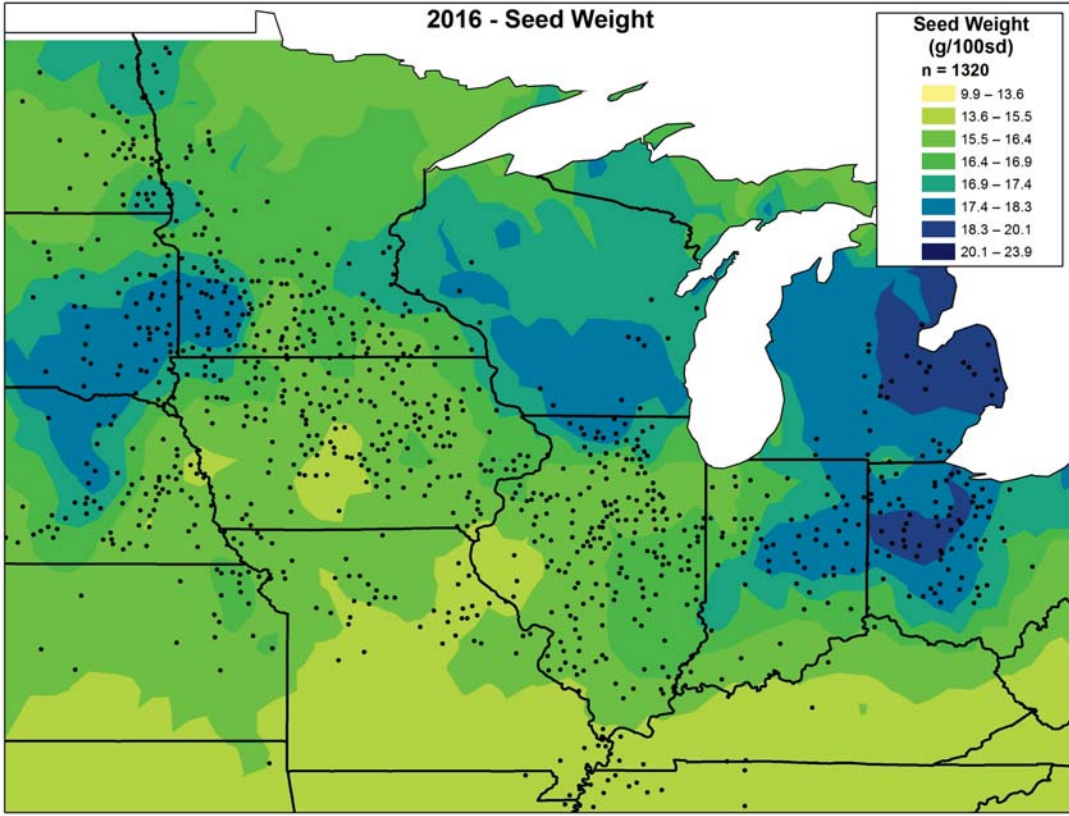 2016 - Seed Weight
Seed Weight
(g/100sd)
n = 1320
9.9 – 13.6
13.6 – 15.5
15.5 – 16.4
16.4 – 16.9
16.9 – 17.4
17.4 – 18.3
18.3 – 20.1
20.1 – 23.9